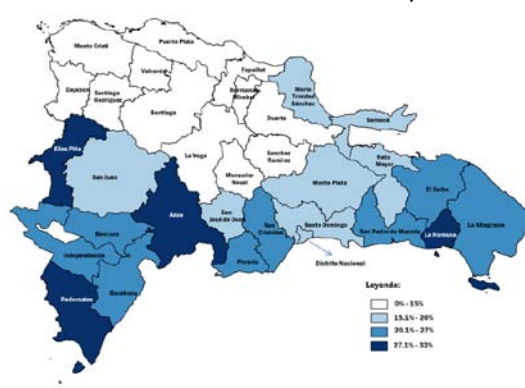 Monte Cristi
Puerto Plata
Valverde
Espaillat
Dajabón
Santiago
Rodríguez
Hermanas
Mirabal
María
Trinidad
Sánchez
Santiago
Duarte
Samaná
Elías Piña
La Vega
Sánchez
Ramírez
Hato
Mayor
San Juan
Monseñor
Nouel
Monte Plata
El Seibo
Azua
San
José de Ocoa
San
Cristóbal
Santo Domingo
San Pedro de Macorís
La Altagracia
La Romana
Baoruco
Independencia
Peravia
Distrito Nacional
Barahona
Pedernales
Leyenda:
0% - 15%
15.1% - 20%
20.1% - 27%
27.1% - 33%